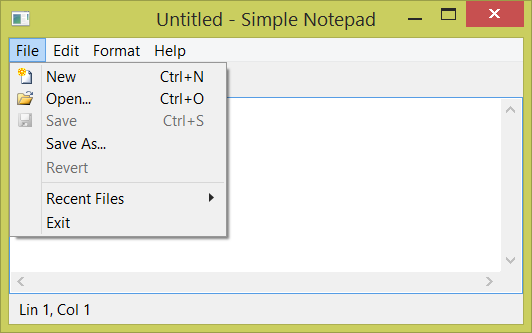 Untitled - Simple Notepad
File Edit Format Help
New Ctrl+N
Open... Ctrl+O
Save Ctrl+S
Save As...
Revert
Recent Files
Exit
Lin 1, Col 1